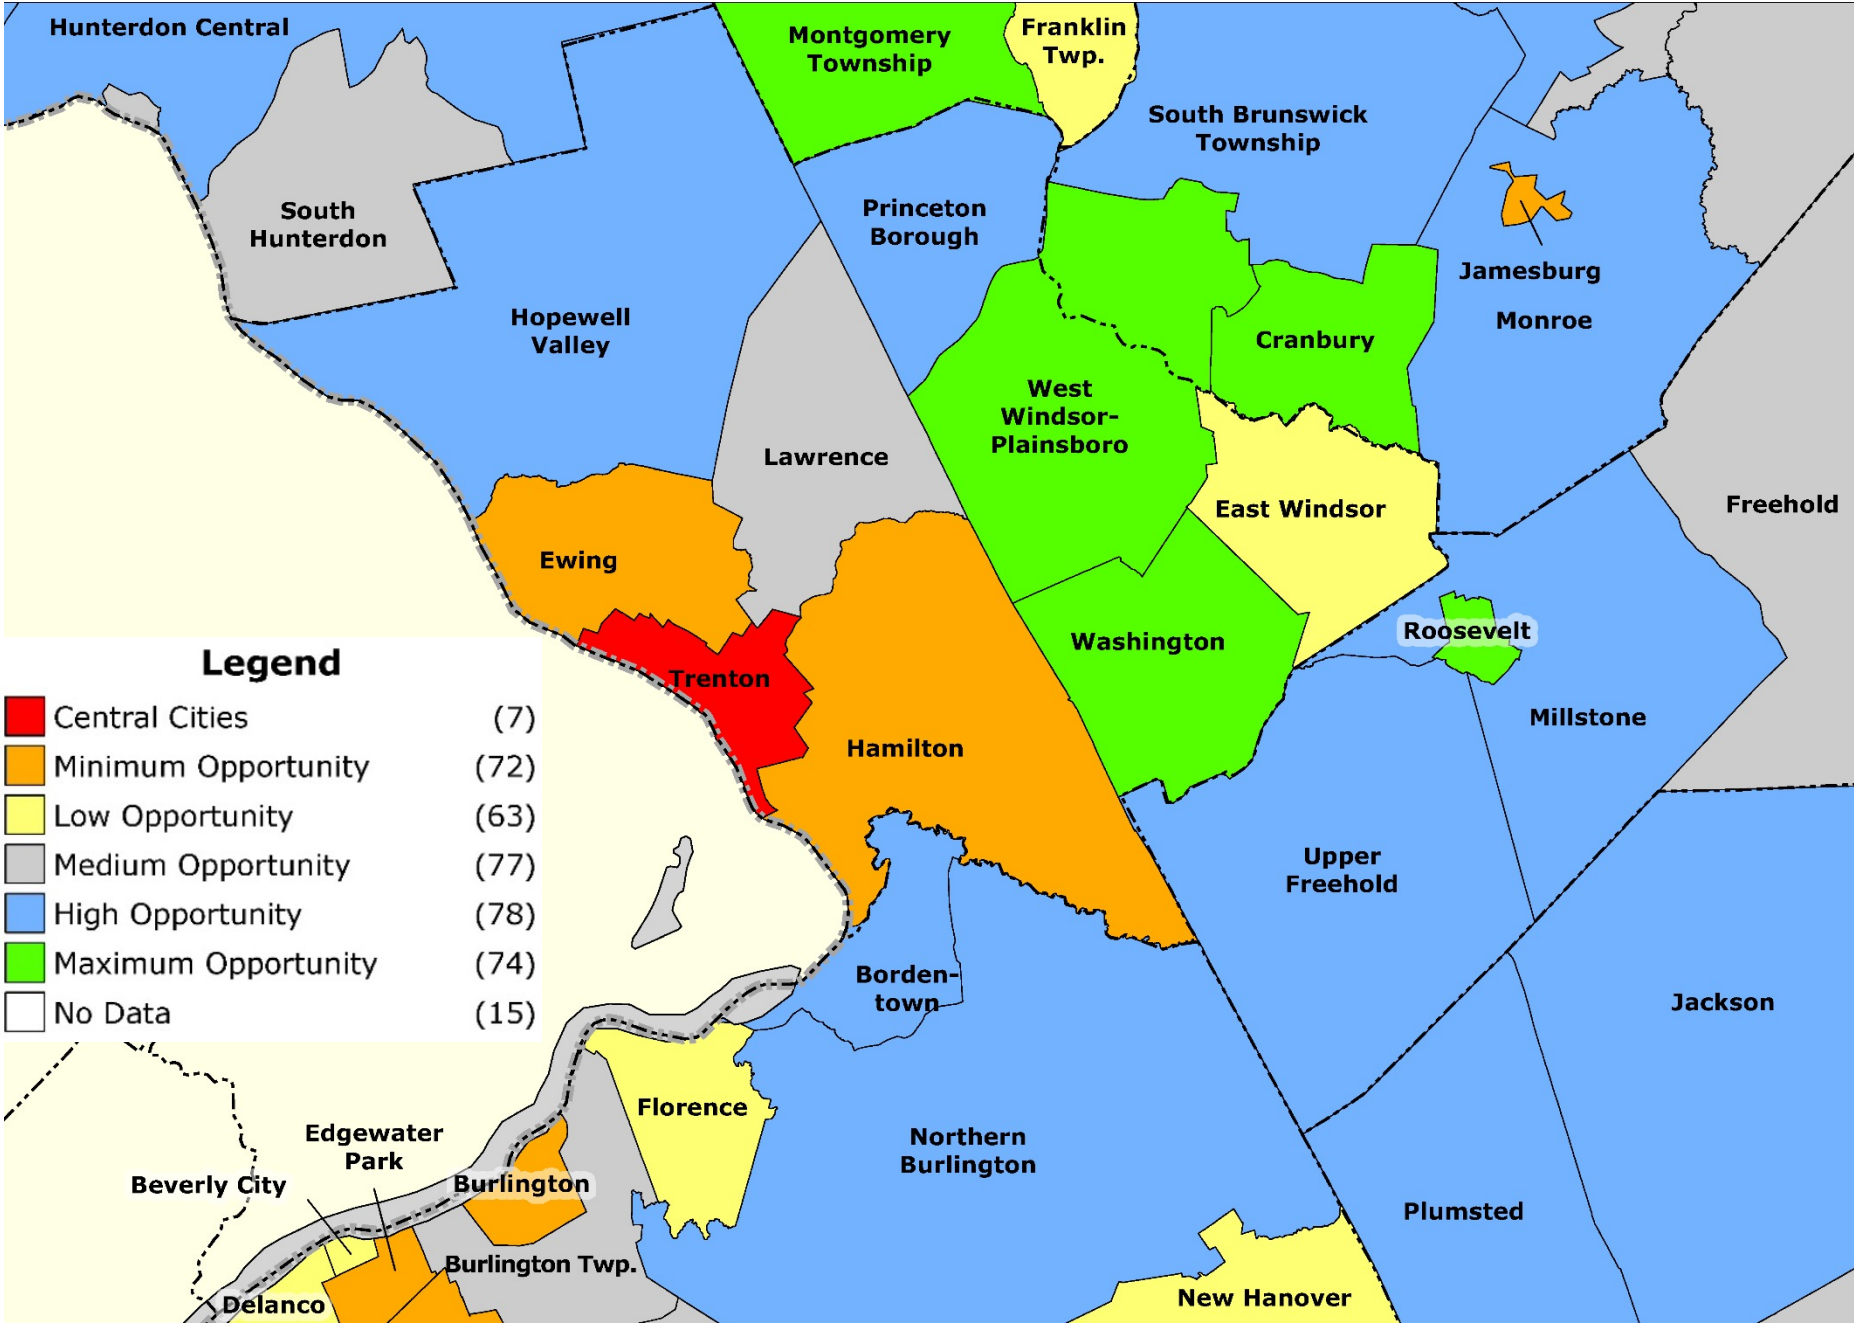 Hunterdon Central
Montgomery
Township
Franklin
Twp.
South Brunswick
Township
South
Hunterdon
Princeton
Borough
Jamesburg
Monroe
Hopewell
Valley
Cranbury
West
Windsor-
Plainsboro
Lawrence
East Windsor
Freehold
Ewing
Roosevelt
Washington
Trenton
Millstone
Hamilton
Upper
Freehold
Borden-
town
Jackson
Legend
Central Cities (7)
Minimum Opportunity (72)
Low Opportunity (63)
Medium Opportunity (77)
High Opportunity (78)
Maximum Opportunity (74)
No Data (15)
Florence
Edgewater
Park
Northern
Burlington
Beverly City
Burlington
Plumsted
Burlington Twp.
Delanco
New Hanover